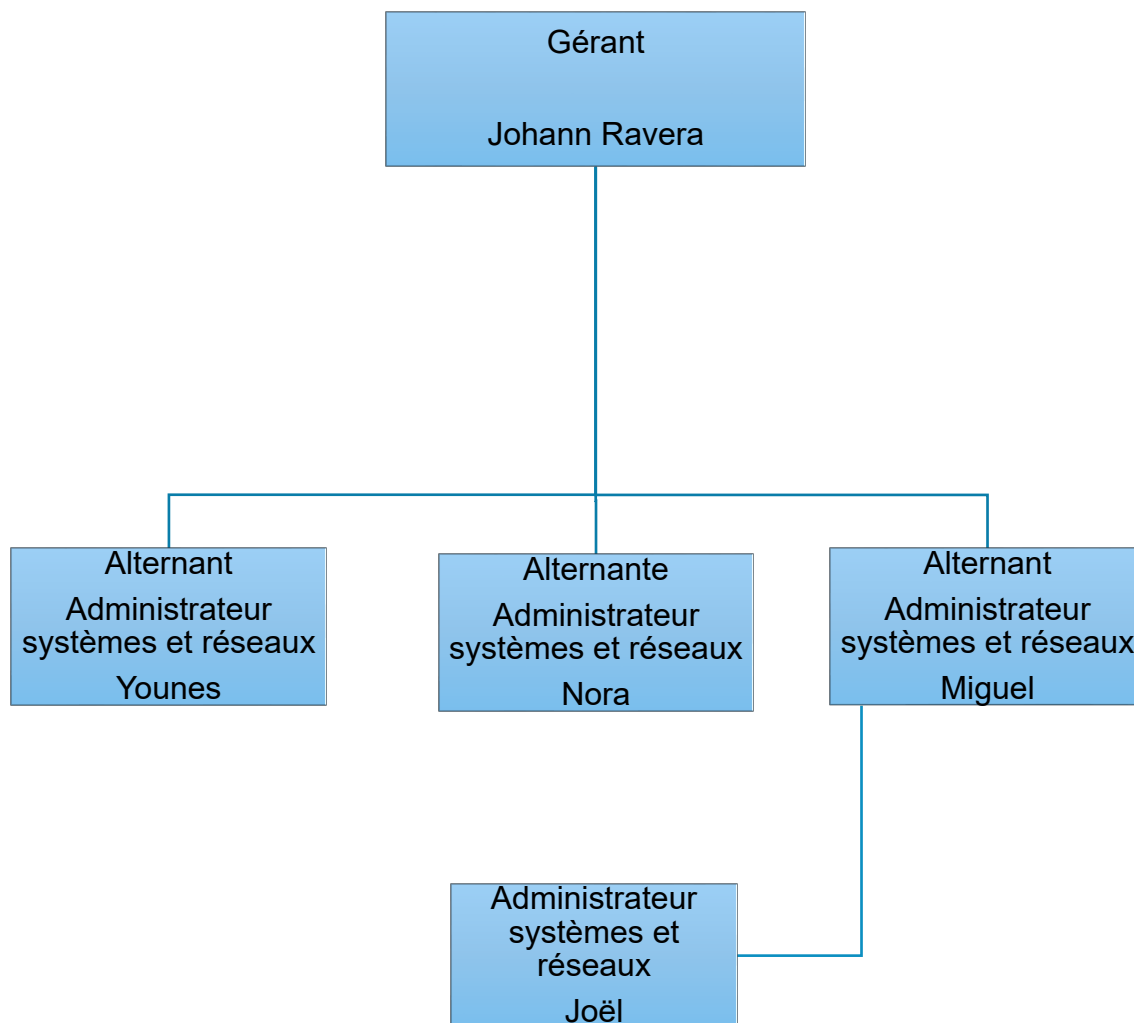 Gérant
Johann Ravera
Alternant
Administrateur
systèmes et réseaux
Younes
Alternante
Administrateur
systèmes et réseaux
Nora
Alternant
Administrateur
systèmes et réseaux
Miguel
Administrateur
systèmes et
réseaux
Joël